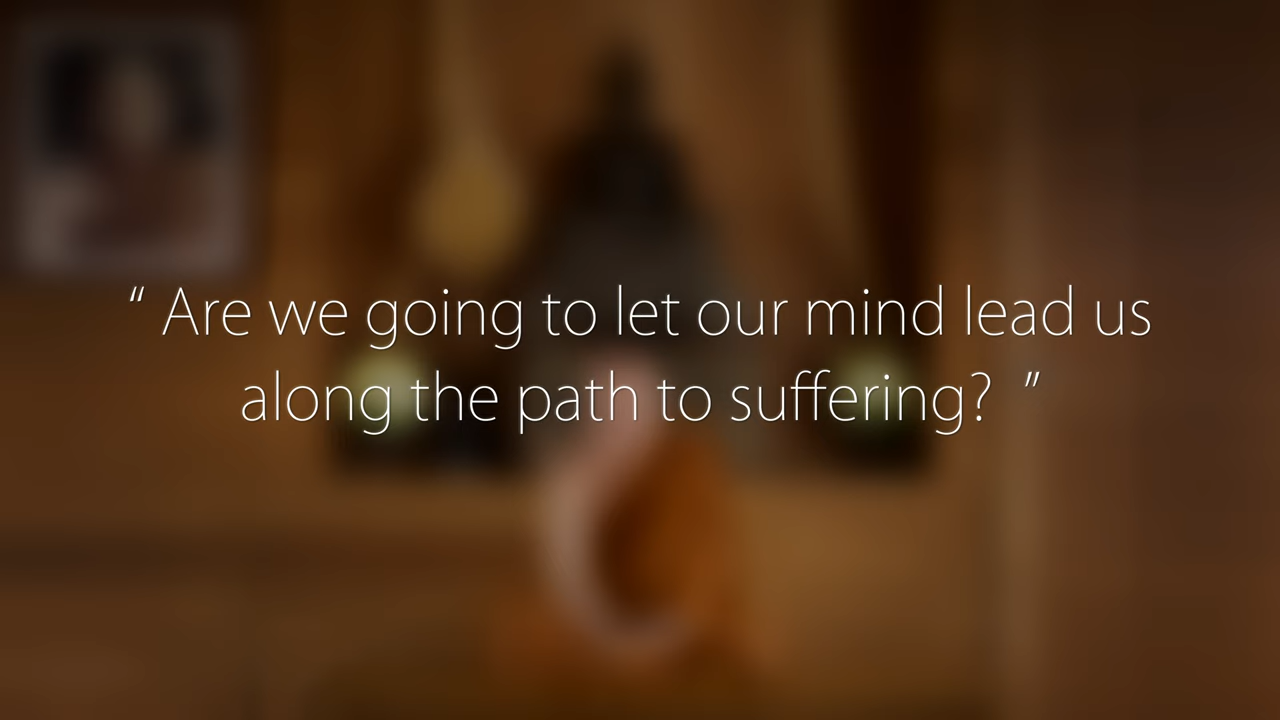 “ Are we going to let our mind lead us
along the path to suffering? ”